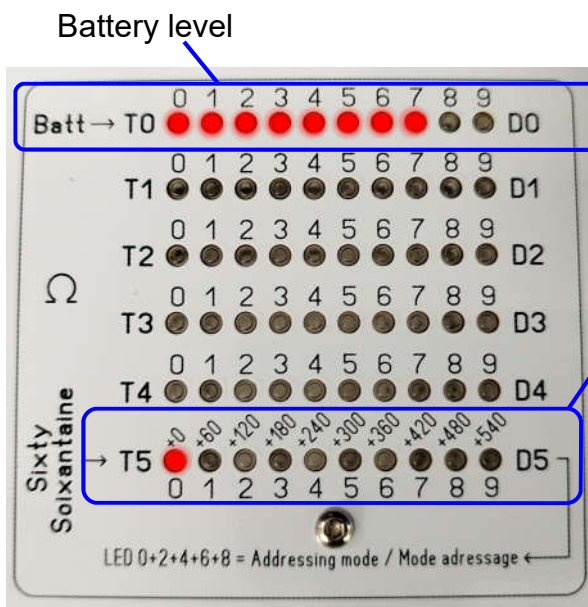 Battery level
0 1 2 3 4 5 6 7 8 9
Batt → T0 D0
0 1 2 3 4 5 6 7 8 9
T1 D1
0 1 2 3 4 5 6 7 8 9
T2 D2
Ω
0 1 2 3 4 5 6 7 8 9
T3 D3
0 1 2 3 4 5 6 7 8 9
T4 D4
+0 +60 +120 +180 +240 +300 +360 +420 +480 +540
Sixty
Soixantaine
→ T5 D5
0 1 2 3 4 5 6 7 8 9
LED 0+2+4+6+8 = Addressing mode / Mode adressage ←